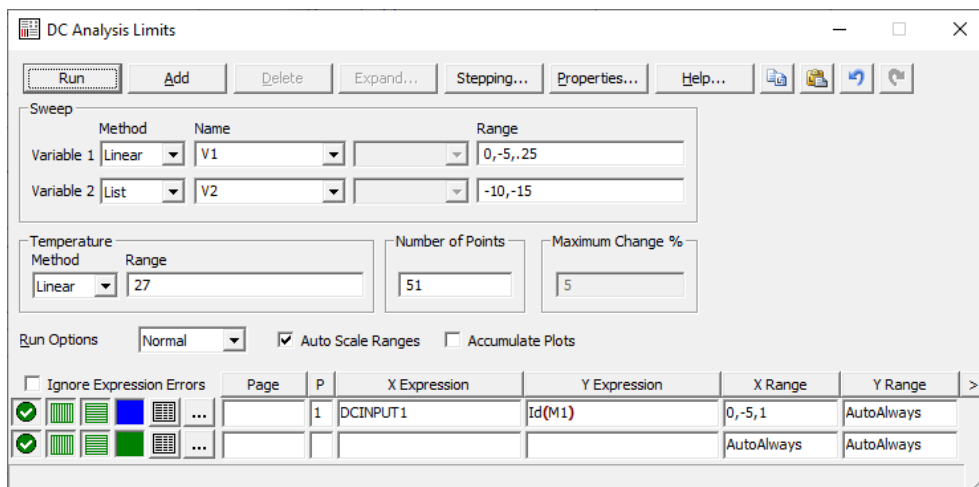 DC Analysis Limits
Run Add Delete Expand... Stepping... Properties... Help...
Sweep
Method Name Range
Variable 1 Linear V1 0,-5,.25
Variable 2 List V2 -10,-15
Temperature Number of Points Maximum Change %
Method Range
Linear 27 51 5
Run Options Normal Auto Scale Ranges Accumulate Plots
Ignore Expression Errors Page P X Expression Y Expression X Range Y Range >
... 1 DCINPUT1 Id(M1) 0,-5,1 AutoAlways
... AutoAlways AutoAlways